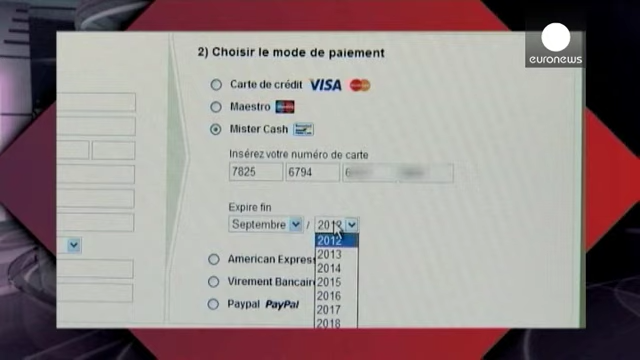 euronews
2) Choisir le mode de paiement
Carte de crédit VISA
Maestro
Mister Cash
Insérez votre numéro de carte
7825 6794
Expire fin
Septembre / 2012
2012
2013
2014
2015
2016
2017
2018
American Express
Virement Bancaire
Paypal PayPal